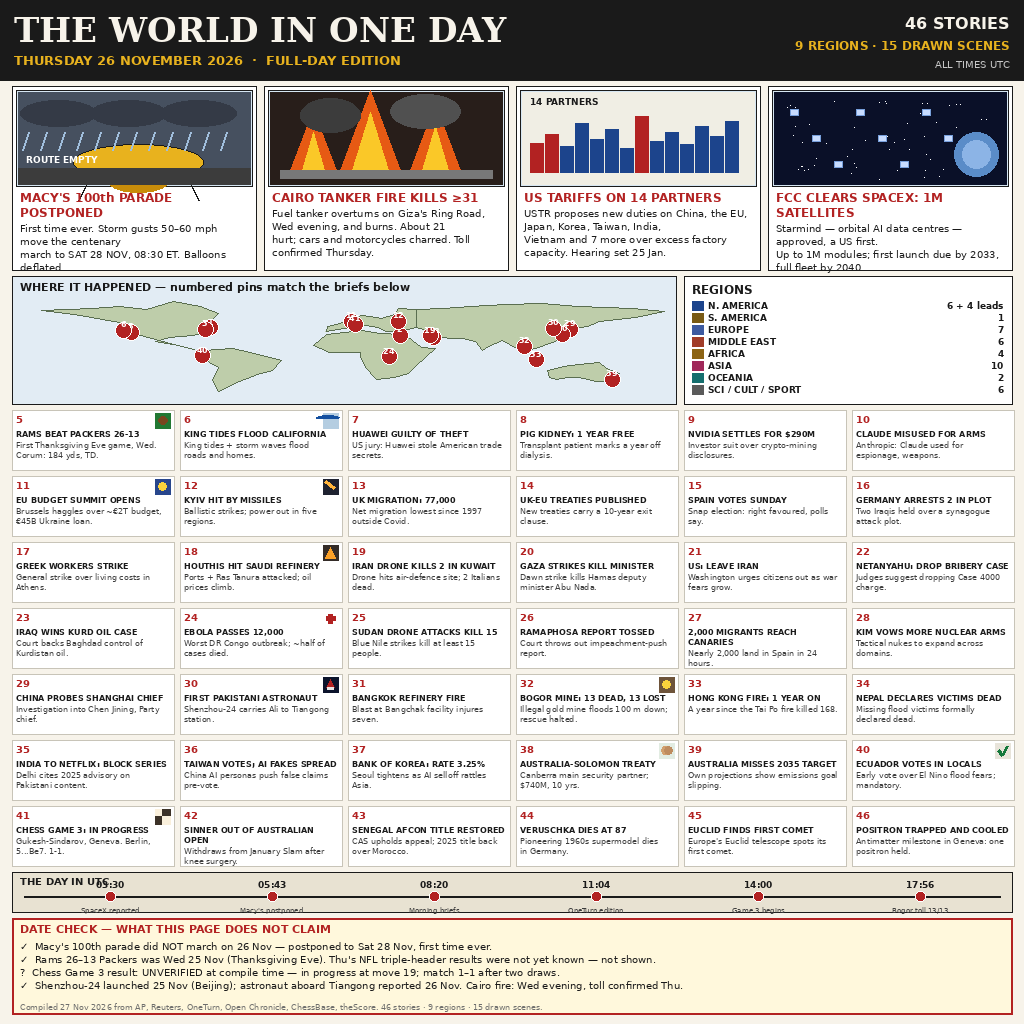 THE WORLD IN ONE DAY
THURSDAY 26 NOVEMBER 2026 · FULL-DAY EDITION
46 STORIES
9 REGIONS · 15 DRAWN SCENES
ALL TIMES UTC
ROUTE EMPTY
MACY'S 100th PARADE
POSTPONED
First time ever. Storm gusts 50–60 mph
move the centenary
march to SAT 28 NOV, 08:30 ET. Balloons
deflated.
CAIRO TANKER FIRE KILLS ≥31
Fuel tanker overturns on Giza's Ring Road,
Wed evening, and burns. About 21
hurt; cars and motorcycles charred. Toll
confirmed Thursday.
14 PARTNERS
US TARIFFS ON 14 PARTNERS
USTR proposes new duties on China, the EU,
Japan, Korea, Taiwan, India,
Vietnam and 7 more over excess factory
capacity. Hearing set 25 Jan.
FCC CLEARS SPACEX: 1M
SATELLITES
Starmind — orbital AI data centres —
approved, a US first.
Up to 1M modules; first launch due by 2033,
full fleet by 2040.
WHERE IT HAPPENED — numbered pins match the briefs below
REGIONS
N. AMERICA 6 + 4 leads
S. AMERICA 1
EUROPE 7
MIDDLE EAST 6
AFRICA 4
ASIA 10
OCEANIA 2
SCI / CULT / SPORT 6
5
RAMS BEAT PACKERS 26-13
First Thanksgiving Eve game, Wed.
Corum: 184 yds, TD.
6
KING TIDES FLOOD CALIFORNIA
King tides + storm waves flood
roads and homes.
7
HUAWEI GUILTY OF THEFT
US jury: Huawei stole American trade
secrets.
8
PIG KIDNEY: 1 YEAR FREE
Transplant patient marks a year off
dialysis.
9
NVIDIA SETTLES FOR $290M
Investor suit over crypto-mining
disclosures.
10
CLAUDE MISUSED FOR ARMS
Anthropic: Claude used for
espionage, weapons.
11
EU BUDGET SUMMIT OPENS
Brussels haggles over ~€2T budget,
€45B Ukraine loan.
12
KYIV HIT BY MISSILES
Ballistic strikes; power out in five
regions.
13
UK MIGRATION: 77,000
Net migration lowest since 1997
outside Covid.
14
UK-EU TREATIES PUBLISHED
New treaties carry a 10-year exit
clause.
15
SPAIN VOTES SUNDAY
Snap election: right favoured, polls
say.
16
GERMANY ARRESTS 2 IN PLOT
Two Iraqis held over a synagogue
attack plot.
17
GREEK WORKERS STRIKE
General strike over living costs in
Athens.
18
HOUTHIS HIT SAUDI REFINERY
Ports + Ras Tanura attacked; oil
prices climb.
19
IRAN DRONE KILLS 2 IN KUWAIT
Drone hits air-defence site; 2 Italians
dead.
20
GAZA STRIKES KILL MINISTER
Dawn strike kills Hamas deputy
minister Abu Nada.
21
US: LEAVE IRAN
Washington urges citizens out as war
fears grow.
22
NETANYAHU: DROP BRIBERY CASE
Judges suggest dropping Case 4000
charge.
23
IRAQ WINS KURD OIL CASE
Court backs Baghdad control of
Kurdistan oil.
24
EBOLA PASSES 12,000
Worst DR Congo outbreak; ~half of
cases died.
25
SUDAN DRONE ATTACKS KILL 15
Blue Nile strikes kill at least 15
people.
26
RAMAPHOSA REPORT TOSSED
Court throws out impeachment-push
report.
27
2,000 MIGRANTS REACH
CANARIES
Nearly 2,000 land in Spain in 24
hours.
28
KIM VOWS MORE NUCLEAR ARMS
Tactical nukes to expand across
domains.
29
CHINA PROBES SHANGHAI CHIEF
Investigation into Chen Jining, Party
chief.
30
FIRST PAKISTANI ASTRONAUT
Shenzhou-24 carries Ali to Tiangong
station.
31
BANGKOK REFINERY FIRE
Blast at Bangchak facility injures
seven.
32
BOGOR MINE: 13 DEAD, 13 LOST
Illegal gold mine floods 100 m down;
rescue halted.
33
HONG KONG FIRE: 1 YEAR ON
A year since the Tai Po fire killed 168.
34
NEPAL DECLARES VICTIMS DEAD
Missing flood victims formally
declared dead.
35
INDIA TO NETFLIX: BLOCK SERIES
Delhi cites 2025 advisory on
Pakistani content.
36
TAIWAN VOTES; AI FAKES SPREAD
China AI personas push false claims
pre-vote.
37
BANK OF KOREA: RATE 3.25%
Seoul tightens as AI selloff rattles
Asia.
38
AUSTRALIA-SOLOMON TREATY
Canberra main security partner;
$740M, 10 yrs.
39
AUSTRALIA MISSES 2035 TARGET
Own projections show emissions goal
slipping.
40
ECUADOR VOTES IN LOCALS
Early vote over El Nino flood fears;
mandatory.
41
CHESS GAME 3: IN PROGRESS
Gukesh-Sindarov, Geneva. Berlin,
5...Be7. 1-1.
42
SINNER OUT OF AUSTRALIAN
OPEN
Withdraws from January Slam after
knee surgery.
43
SENEGAL AFCON TITLE RESTORED
CAS upholds appeal; 2025 title back
over Morocco.
44
VERUSCHKA DIES AT 87
Pioneering 1960s supermodel dies
in Germany.
45
EUCLID FINDS FIRST COMET
Europe's Euclid telescope spots its
first comet.
46
POSITRON TRAPPED AND COOLED
Antimatter milestone in Geneva: one
positron held.
THE DAY IN UTC
05:43 08:20 11:04 14:00 17:56
SpaceX reported Macy's postponed Morning briefs OneTurn edition Game 3 begins Bogor toll 13/13
DATE CHECK — WHAT THIS PAGE DOES NOT CLAIM
✓ Macy's 100th parade did NOT march on 26 Nov — postponed to Sat 28 Nov, first time ever.
✓ Rams 26–13 Packers was Wed 25 Nov (Thanksgiving Eve). Thu's NFL triple-header results were not yet known — not shown.
? Chess Game 3 result: UNVERIFIED at compile time — in progress at move 19; match 1–1 after two draws.
✓ Shenzhou-24 launched 25 Nov (Beijing); astronaut aboard Tiangong reported 26 Nov. Cairo fire: Wed evening, toll confirmed Thu.
Compiled 27 Nov 2026 from AP, Reuters, OneTurn, Open Chronicle, ChessBase, theScore. 46 stories · 9 regions · 15 drawn scenes.